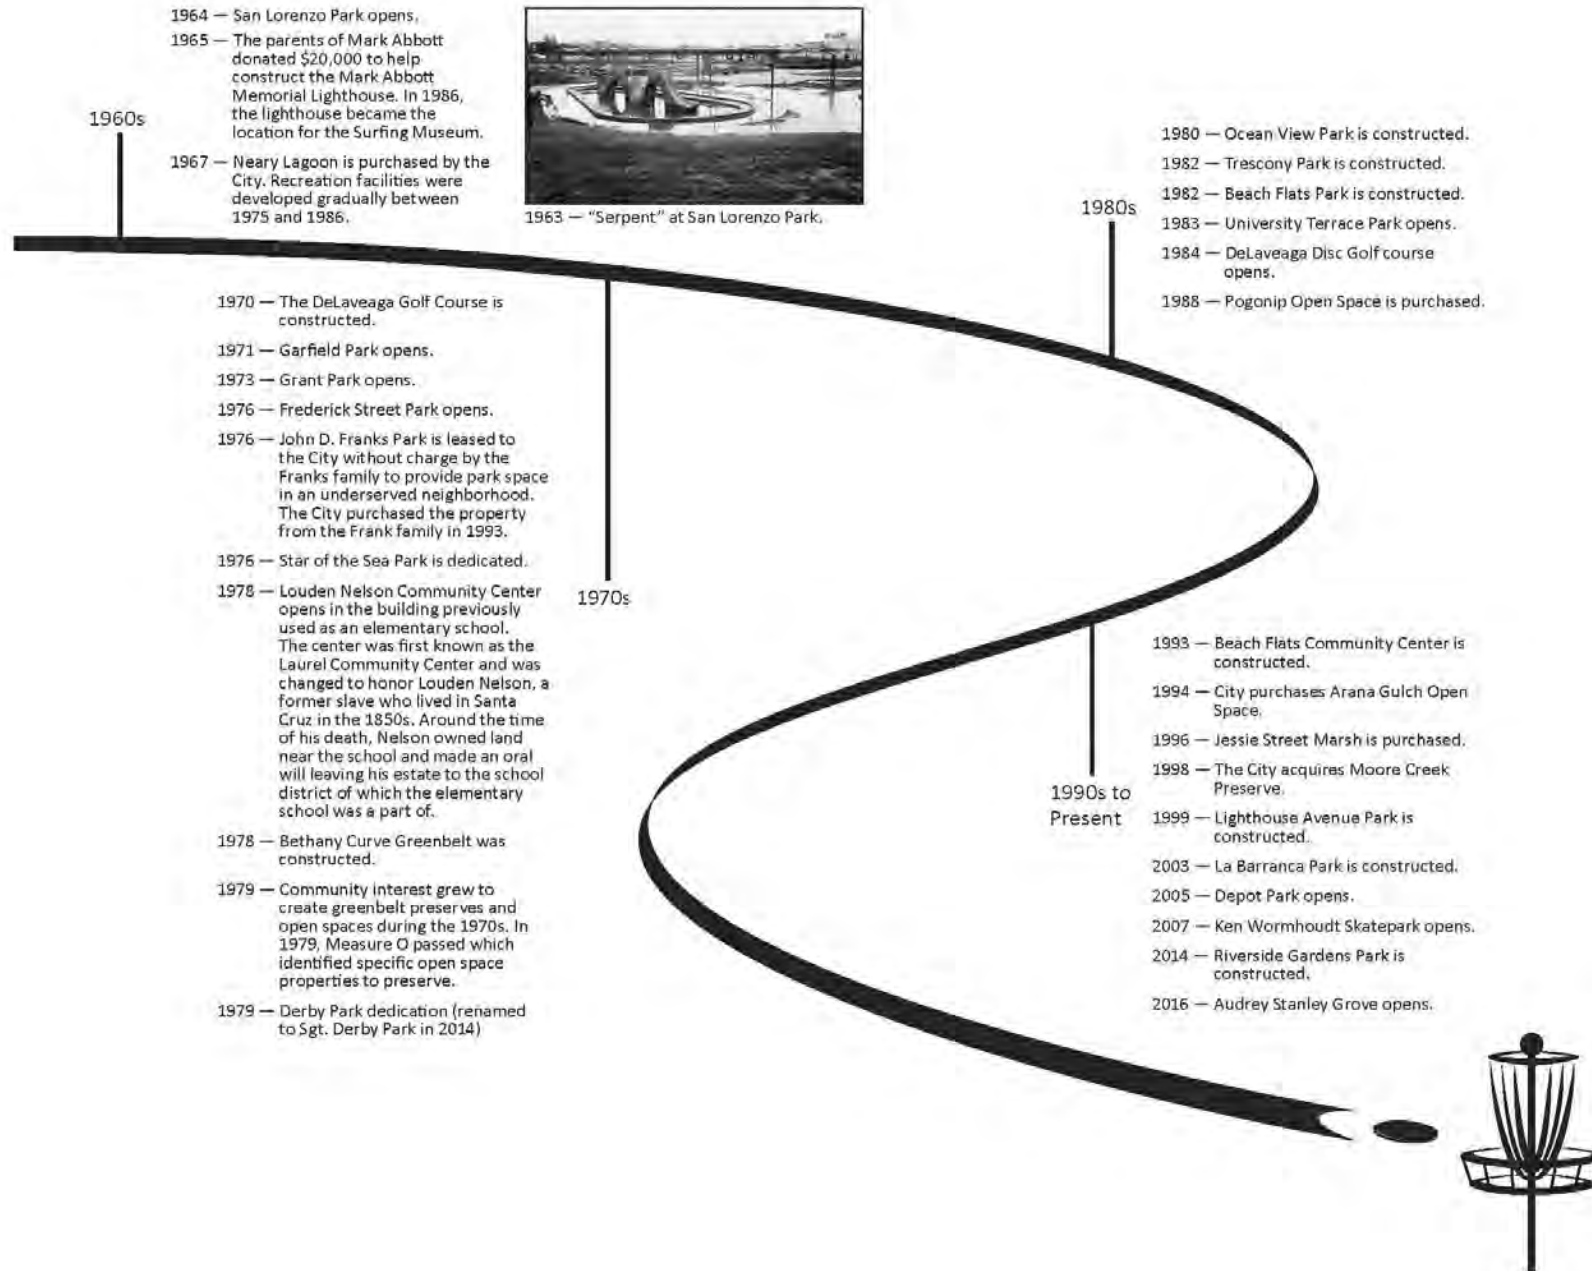 1964 — San Lorenzo Park opens.
1965 — The parents of Mark Abbott
donated $20,000 to help
construct the Mark Abbott
Memorial Lighthouse. In 1986,
the lighthouse became the
location for the Surfing Museum.
1967 — Neary Lagoon is purchased by the
City. Recreation facilities were
developed gradually between
1975 and 1986.
1960s
1963 — “Serpent” at San Lorenzo Park.
1970 — The DeLaveaga Golf Course is
constructed.
1971 — Garfield Park opens.
1973 — Grant Park opens.
1976 — Frederick Street Park opens.
1976 — John D. Franks Park is leased to
the City without charge by the
Franks family to provide park space
in an underserved neighborhood.
The City purchased the property
from the Frank family in 1993.
1976 — Star of the Sea Park is dedicated.
1978 — Louden Nelson Community Center
opens in the building previously
used as an elementary school.
The center was first known as the
Laurel Community Center and was
changed to honor Louden Nelson, a
former slave who lived in Santa
Cruz in the 1850s. Around the time
of his death, Nelson owned land
near the school and made an oral
will leaving his estate to the school
district of which the elementary
school was a part of.
1978 — Bethany Curve Greenbelt was
constructed.
1979 — Community interest grew to
create greenbelt preserves and
open spaces during the 1970s. In
1979, Measure O passed which
identified specific open space
properties to preserve.
1979 — Derby Park dedication (renamed
to Sgt. Derby Park in 2014)
1970s
1980s
1980 — Ocean View Park is constructed.
1982 — Trescony Park is constructed.
1982 — Beach Flats Park is constructed.
1983 — University Terrace Park opens.
1984 — DeLaveaga Disc Golf course
opens.
1988 — Pogonip Open Space is purchased.
1990s to
Present
1993 — Beach Flats Community Center is
constructed.
1994 — City purchases Arana Gulch Open
Space.
1996 — Jessie Street Marsh is purchased.
1998 — The City acquires Moore Creek
Preserve.
1999 — Lighthouse Avenue Park is
constructed.
2003 — La Barranca Park is constructed.
2005 — Depot Park opens.
2007 — Ken Wormhoudt Skatepark opens.
2014 — Riverside Gardens Park is
constructed.
2016 — Audrey Stanley Grove opens.